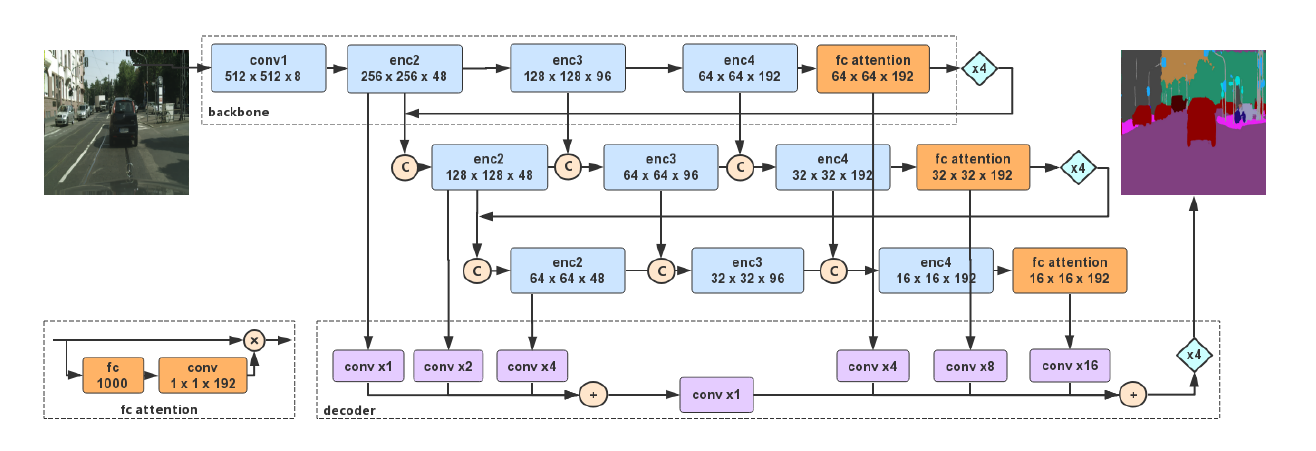 conv1
512 x 512 x 8
enc2
256 x 256 x 48
enc3
128 x 128 x 96
enc4
64 x 64 x 192
fc attention
64 x 64 x 192
x4
backbone
C
enc2
128 x 128 x 48
C
enc3
64 x 64 x 96
C
enc4
32 x 32 x 192
fc attention
32 x 32 x 192
x4
C
enc2
64 x 64 x 48
C
enc3
32 x 32 x 96
C
enc4
16 x 16 x 192
fc attention
16 x 16 x 192
×
fc
1000
conv
1 x 1 x 192
fc attention
conv x1
conv x2
conv x4
conv x4
conv x8
conv x16
x4
+
conv x1
+
decoder